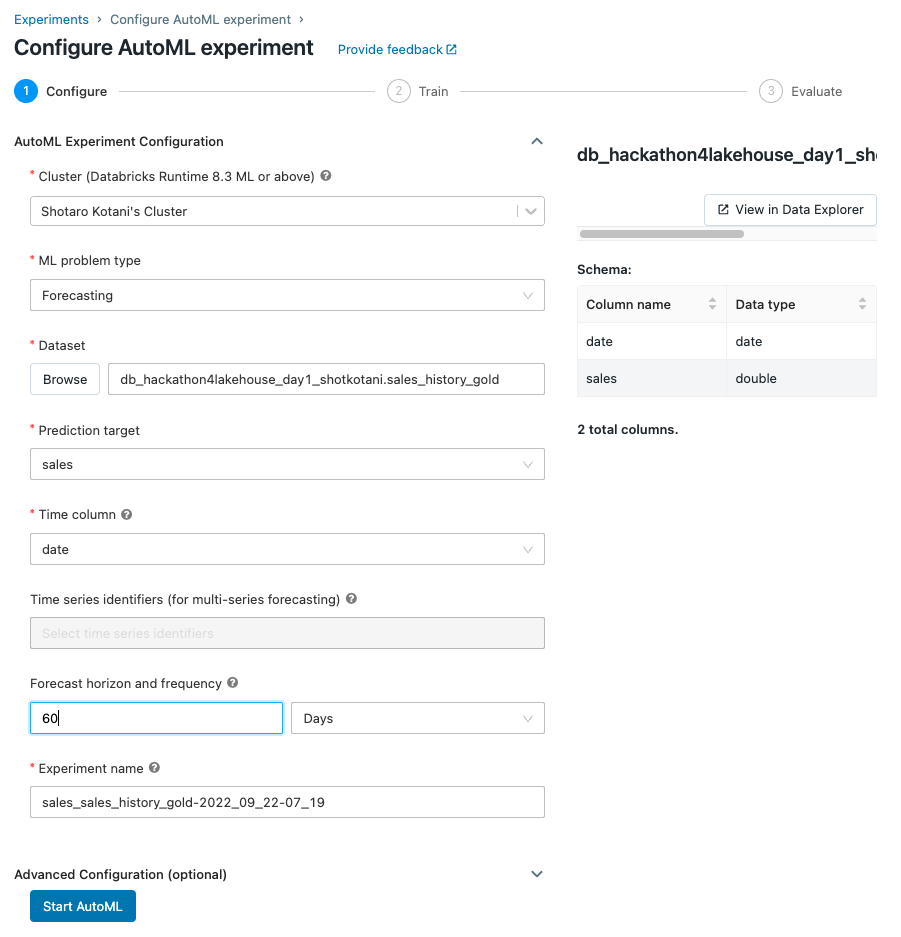 Experiments › Configure AutoML experiment ›
Configure AutoML experiment Provide feedback
1 Configure 2 Train 3 Evaluate
AutoML Experiment Configuration
* Cluster (Databricks Runtime 8.3 ML or above) ?
Shotaro Kotani's Cluster
* ML problem type
Forecasting
* Dataset
Browse db_hackathon4lakehouse_day1_shotkotani.sales_history_gold
* Prediction target
sales
* Time column ?
date
Time series identifiers (for multi-series forecasting) ?
Select time series identifiers
Forecast horizon and frequency ?
60 Days
* Experiment name ?
sales_sales_history_gold-2022_09_22-07_19
Advanced Configuration (optional)
Start AutoML
db_hackathon4lakehouse_day1_sho
View in Data Explorer
Schema:
Column name Data type
date date
sales double
2 total columns.